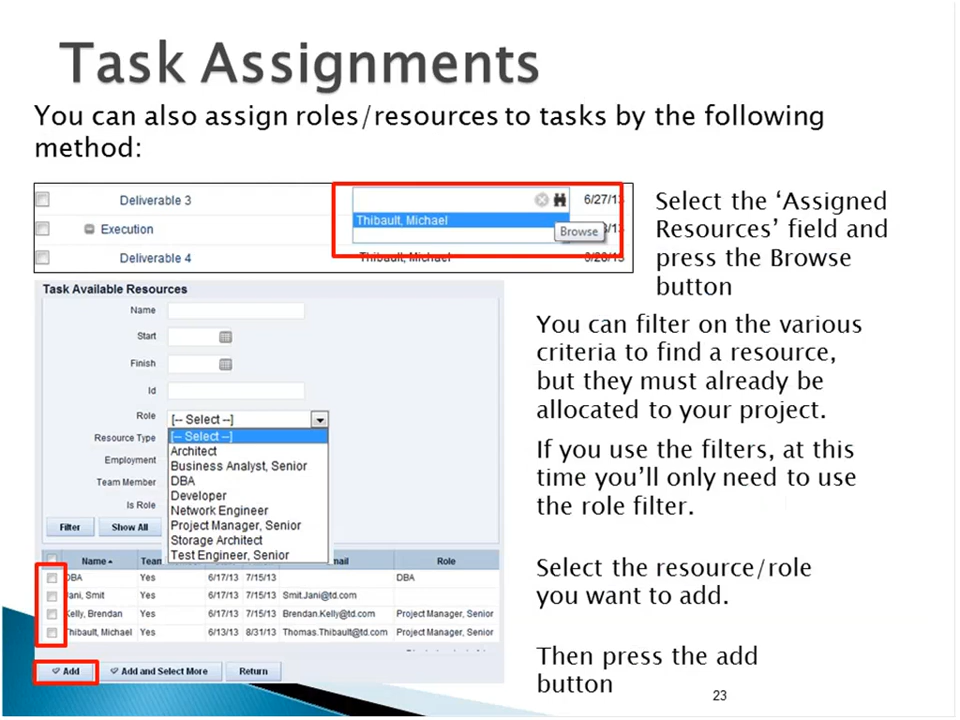 Task Assignments
You can also assign roles/resources to tasks by the following
method:
Deliverable 3
6/27/13
Thibault, Michael
Browse
Execution
Deliverable 4
Thibault, Michael
Select the ‘Assigned
Resources’ field and
press the Browse
button
Task Available Resources
Name
Start
Finish
Id
Role
[-- Select --]
Resource Type
Employment
Team Member
Is Role
[-- Select --]
Architect
Business Analyst, Senior
DBA
Developer
Network Engineer
Project Manager, Senior
Storage Architect
Test Engineer, Senior
Filter
Show All
Name
Team
mail
Role
DBA Yes 6/17/13 7/15/13 DBA
Jani, Smit Yes 6/17/13 7/15/13 Smit.Jani@td.com
Kelly, Brendan Yes 6/17/13 7/15/13 Brendan.Kelly@td.com Project Manager, Senior
Thibault, Michael Yes 6/13/13 8/31/13 Thomas.Thibault@td.com Project Manager, Senior
Add
Add and Select More
Return
You can filter on the various
criteria to find a resource,
but they must already be
allocated to your project.
If you use the filters, at this
time you’ll only need to use
the role filter.
Select the resource/role
you want to add.
Then press the add
button
23